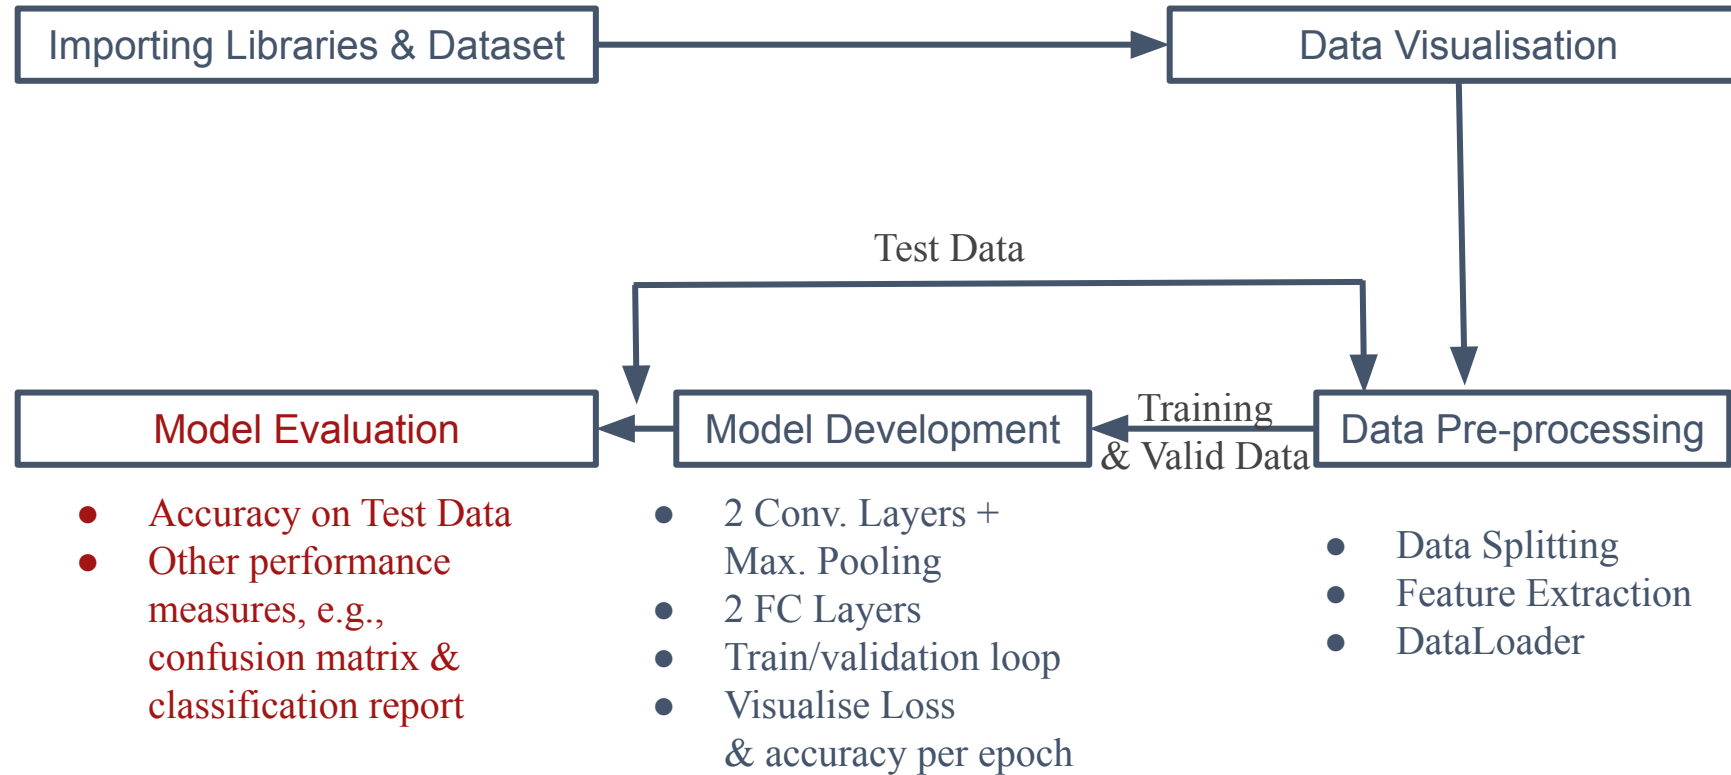 Importing Libraries & Dataset
Data Visualisation
Test Data
Model Evaluation
Model Development
Training
& Valid Data
Data Pre-processing
● Accuracy on Test Data
● Other performance
measures, e.g.,
confusion matrix &
classification report
● 2 Conv. Layers +
Max. Pooling
● 2 FC Layers
● Train/validation loop
● Visualise Loss
& accuracy per epoch
● Data Splitting
● Feature Extraction
● DataLoader